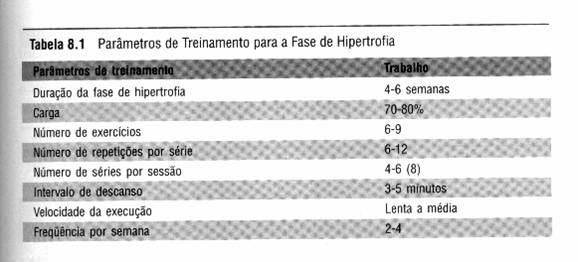 Tabela 8.1 Parâmetros de Treinamento para a Fase de Hipertrofia
Parâmetros de treinamento Trabalho
Duração da fase de hipertrofia 4-6 semanas
Carga 70-80%
Número de exercícios 6-9
Número de repetições por série 6-12
Número de séries por sessão 4-6 (8)
Intervalo de descanso 3-5 minutos
Velocidade da execução Lenta a média
Freqüência por semana 2-4